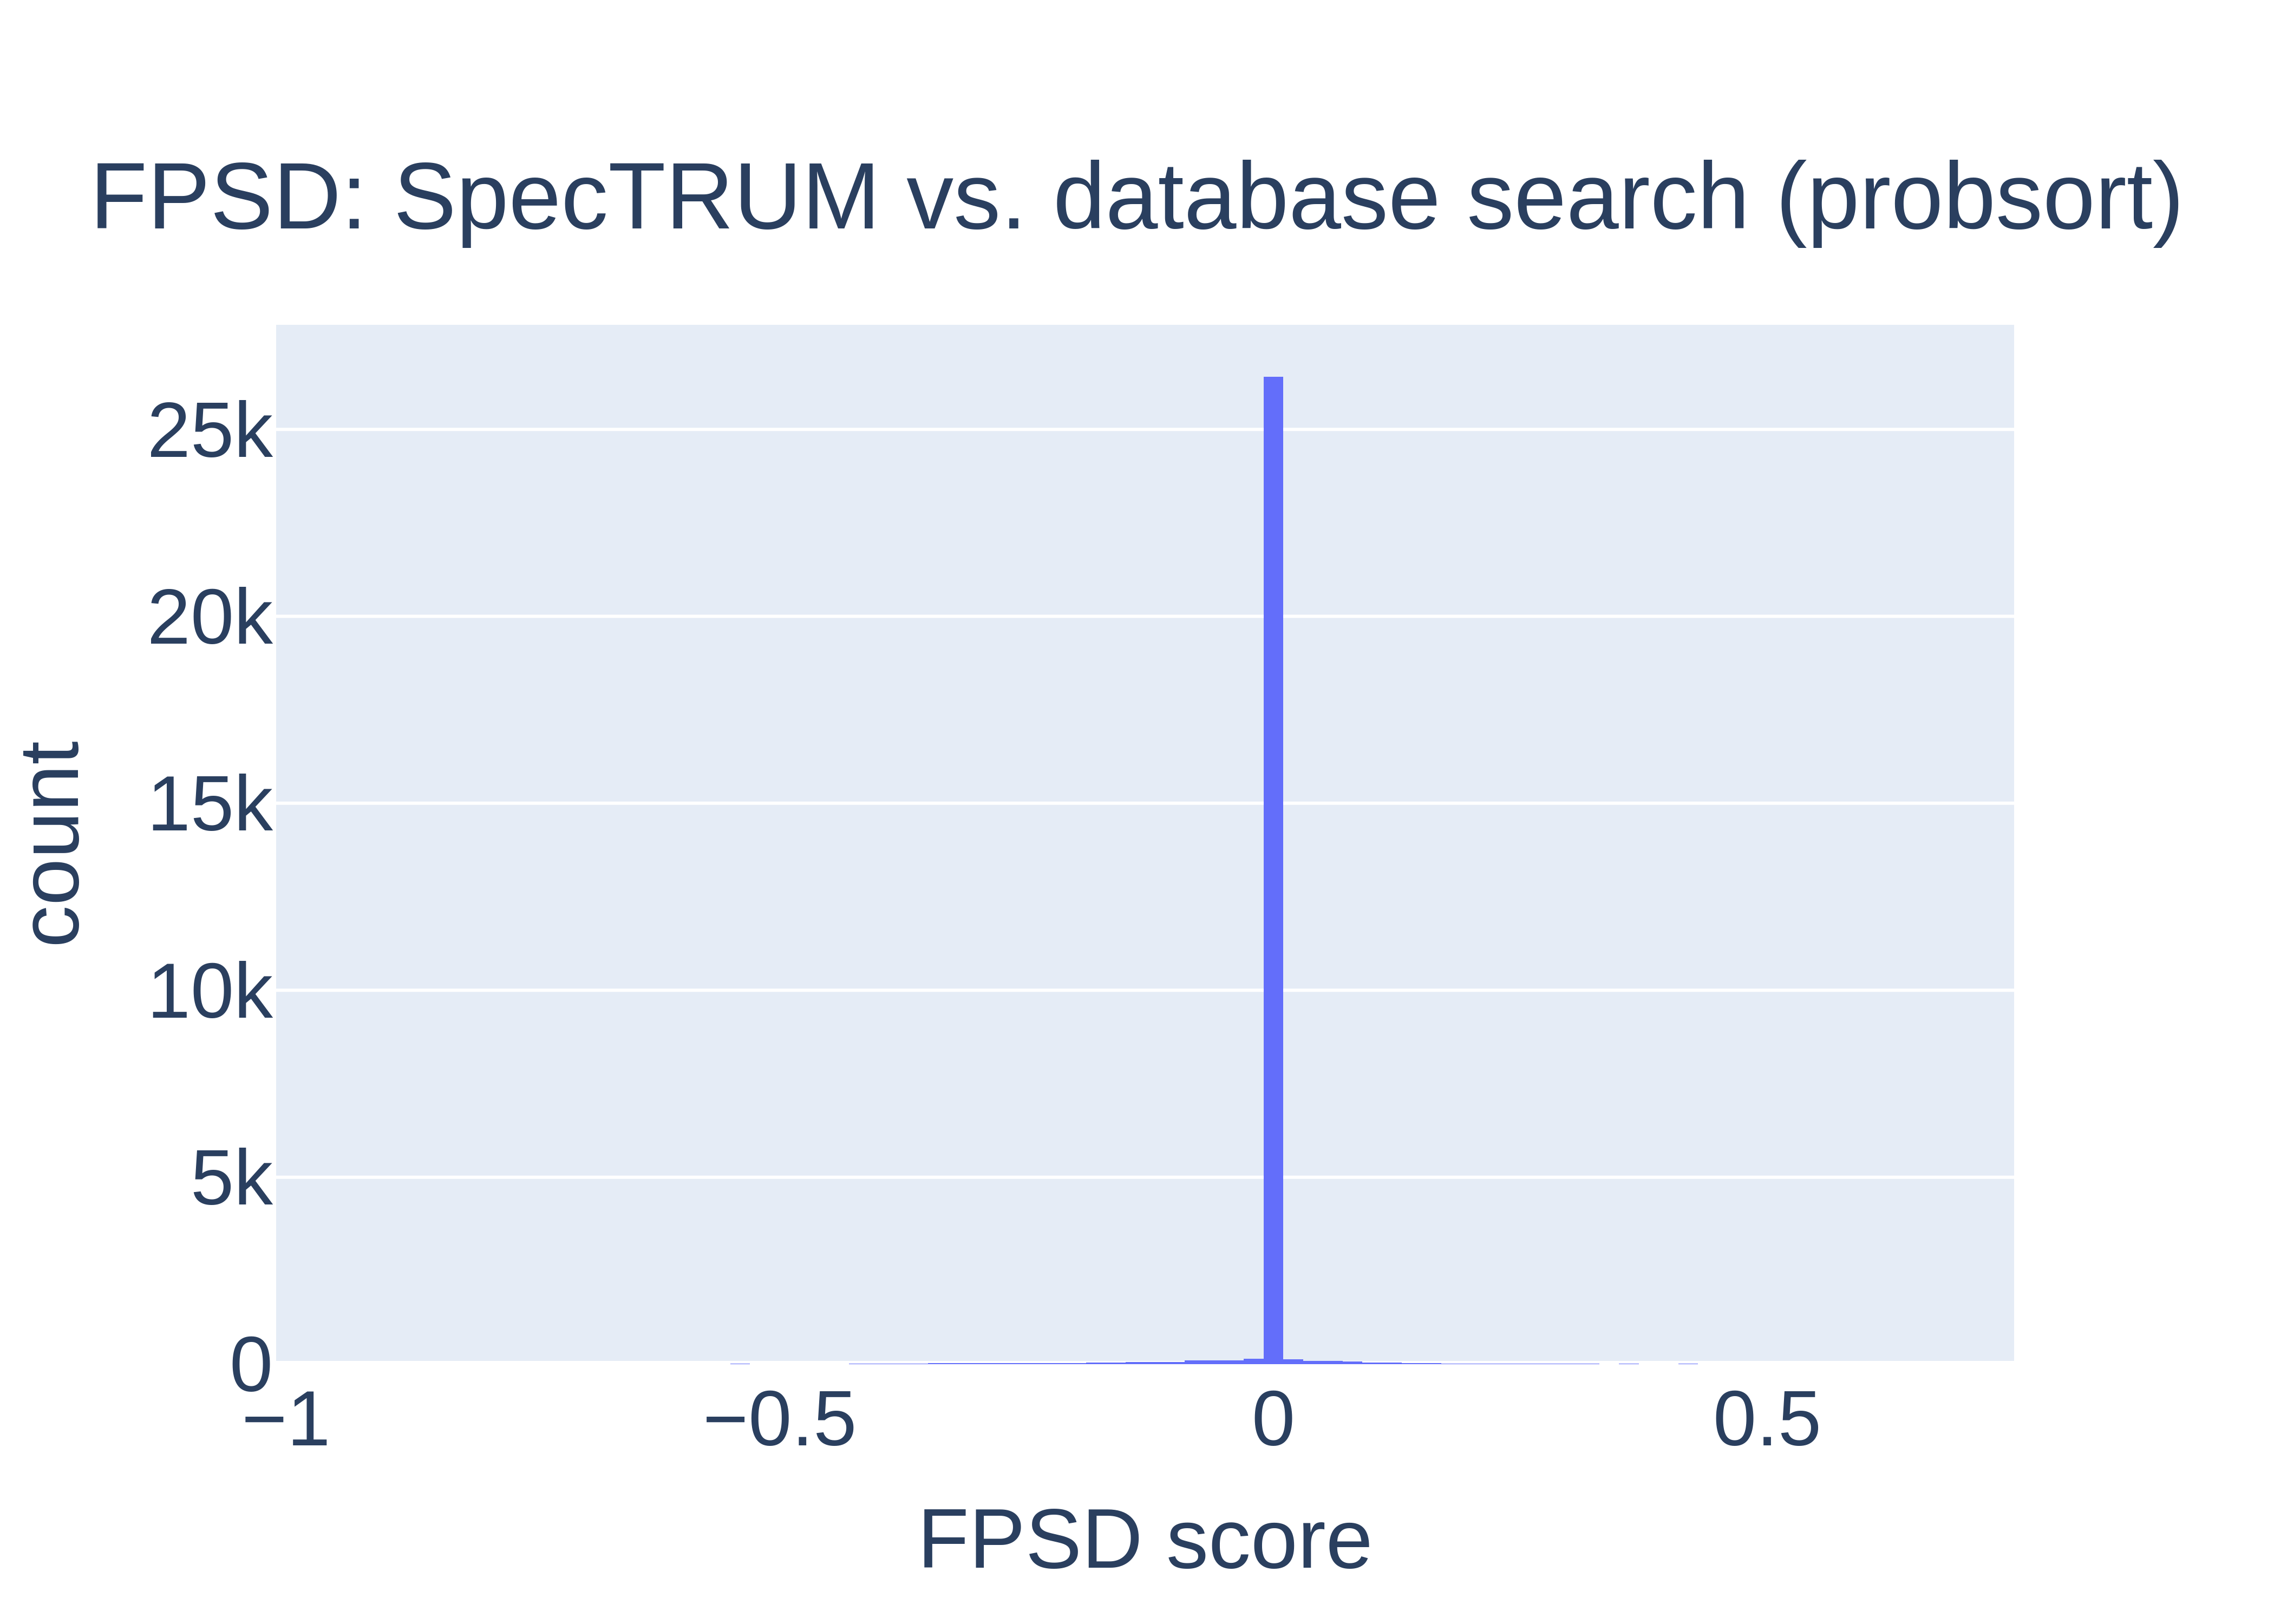 FPSD: SpecTRUM vs. database search (probsort)
25k
20k
15k
10k
5k
0
count
−1
−0.5
0
0.5
FPSD score